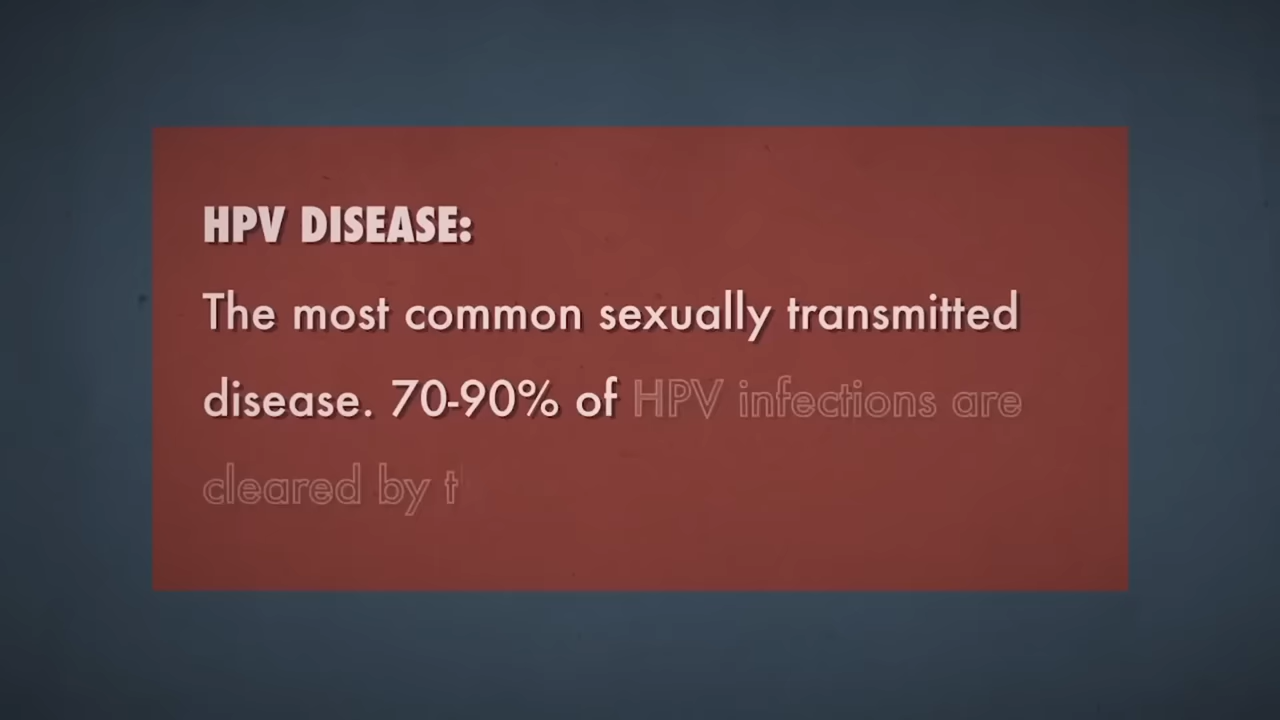 HPV DISEASE:
The most common sexually transmitted
disease. 70-90% of HPV infections are
cleared by t